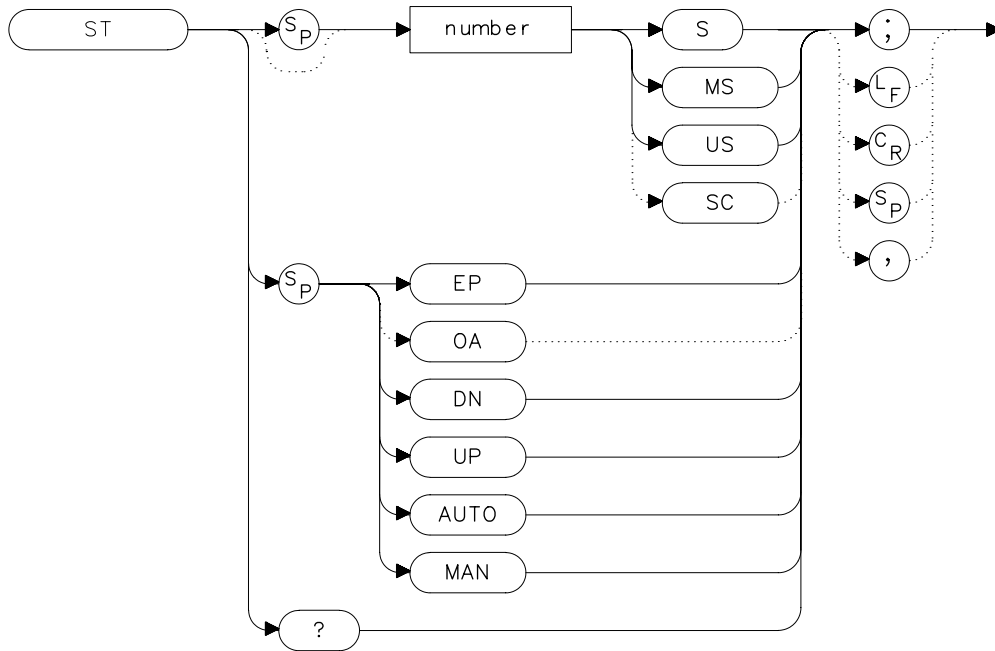 ST SP number S ;
MS LF
US CR
SC SP
,
SP EP
OA
DN
UP
AUTO
MAN
?